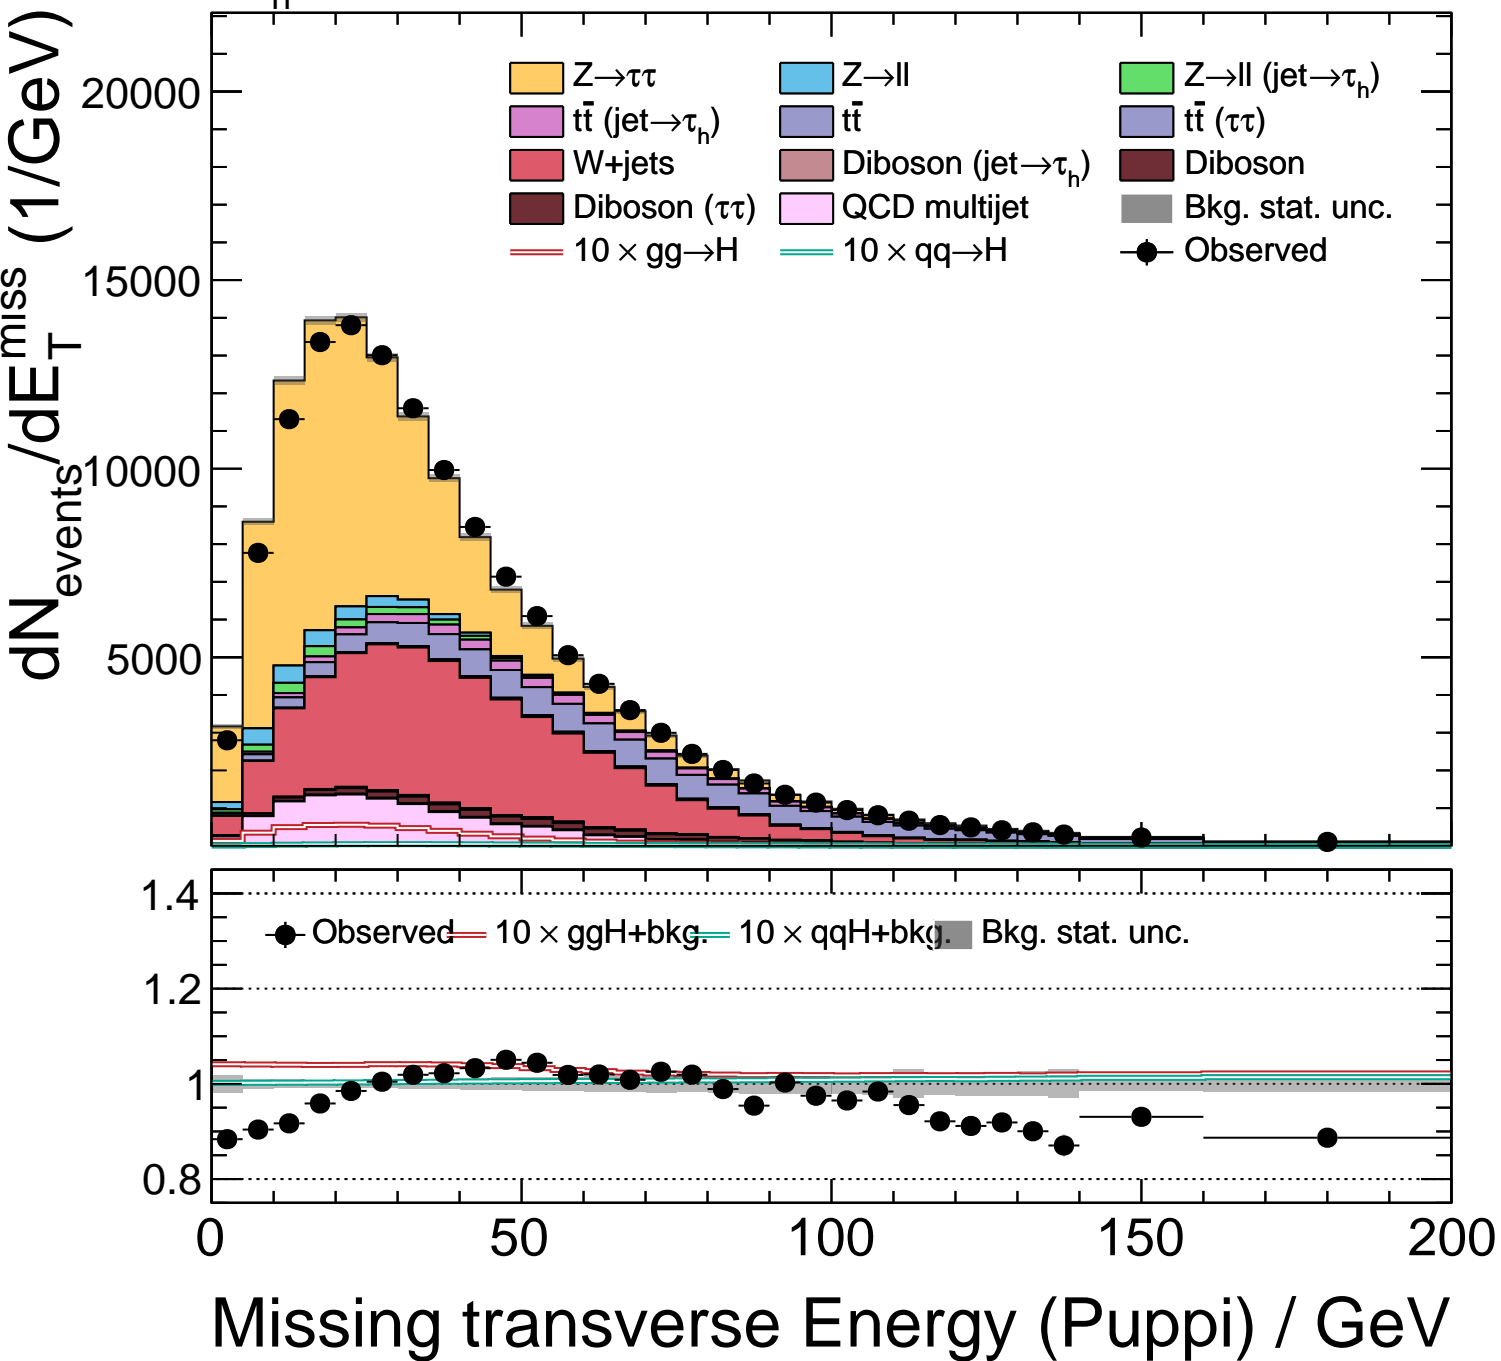 h
dN_events/dE_T^miss (1/GeV)
20000
15000
10000
5000
Z→ττ
Z→ll
Z→ll (jet→τ_h)
tt̄ (jet→τ_h)
tt̄
tt̄ (ττ)
W+jets
Diboson (jet→τ_h)
Diboson
Diboson (ττ)
QCD multijet
Bkg. stat. unc.
10 × gg→H
10 × qq→H
Observed
1.4
1.2
1
0.8
Observed
10 × ggH+bkg.
10 × qqH+bkg.
Bkg. stat. unc.
0 50 100 150 200
Missing transverse Energy (Puppi) / GeV